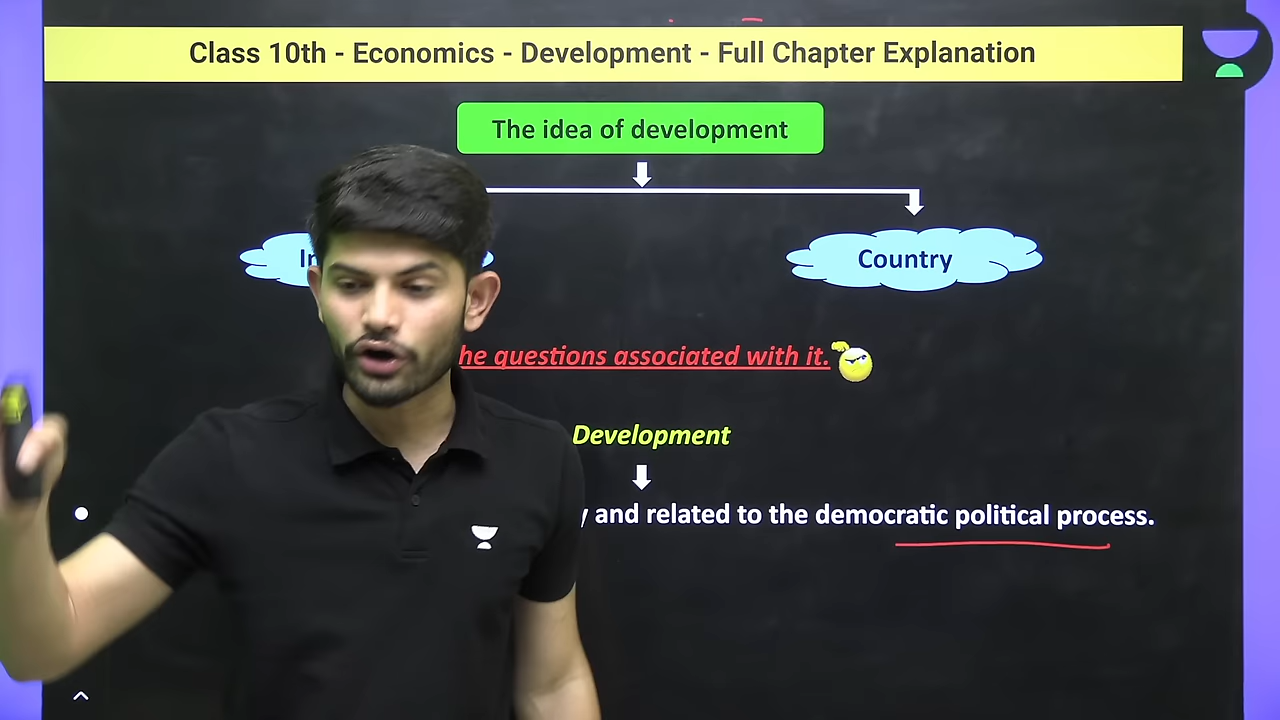 Class 10th - Economics - Development - Full Chapter Explanation
The idea of development
Country
questions associated with it.
Development
and related to the democratic political process.